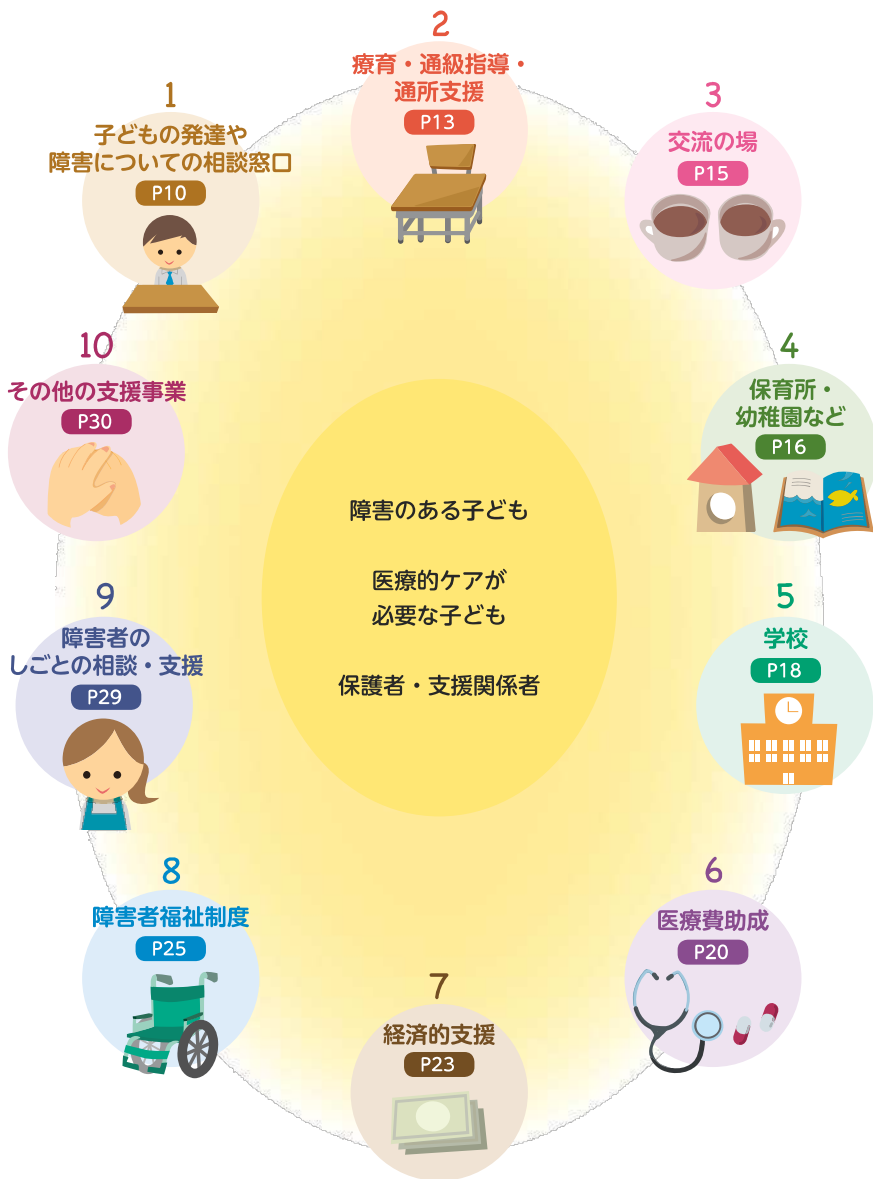 1
子どもの発達や
障害についての相談窓口
P10
2
療育・通級指導・
通所支援
P13
3
交流の場
P15
4
保育所・
幼稚園など
P16
5
学校
P18
6
医療費助成
P20
7
経済的支援
P23
8
障害者福祉制度
P25
9
障害者の
しごとの相談・支援
P29
10
その他の支援事業
P30
障害のある子ども
医療的ケアが
必要な子ども
保護者・支援関係者